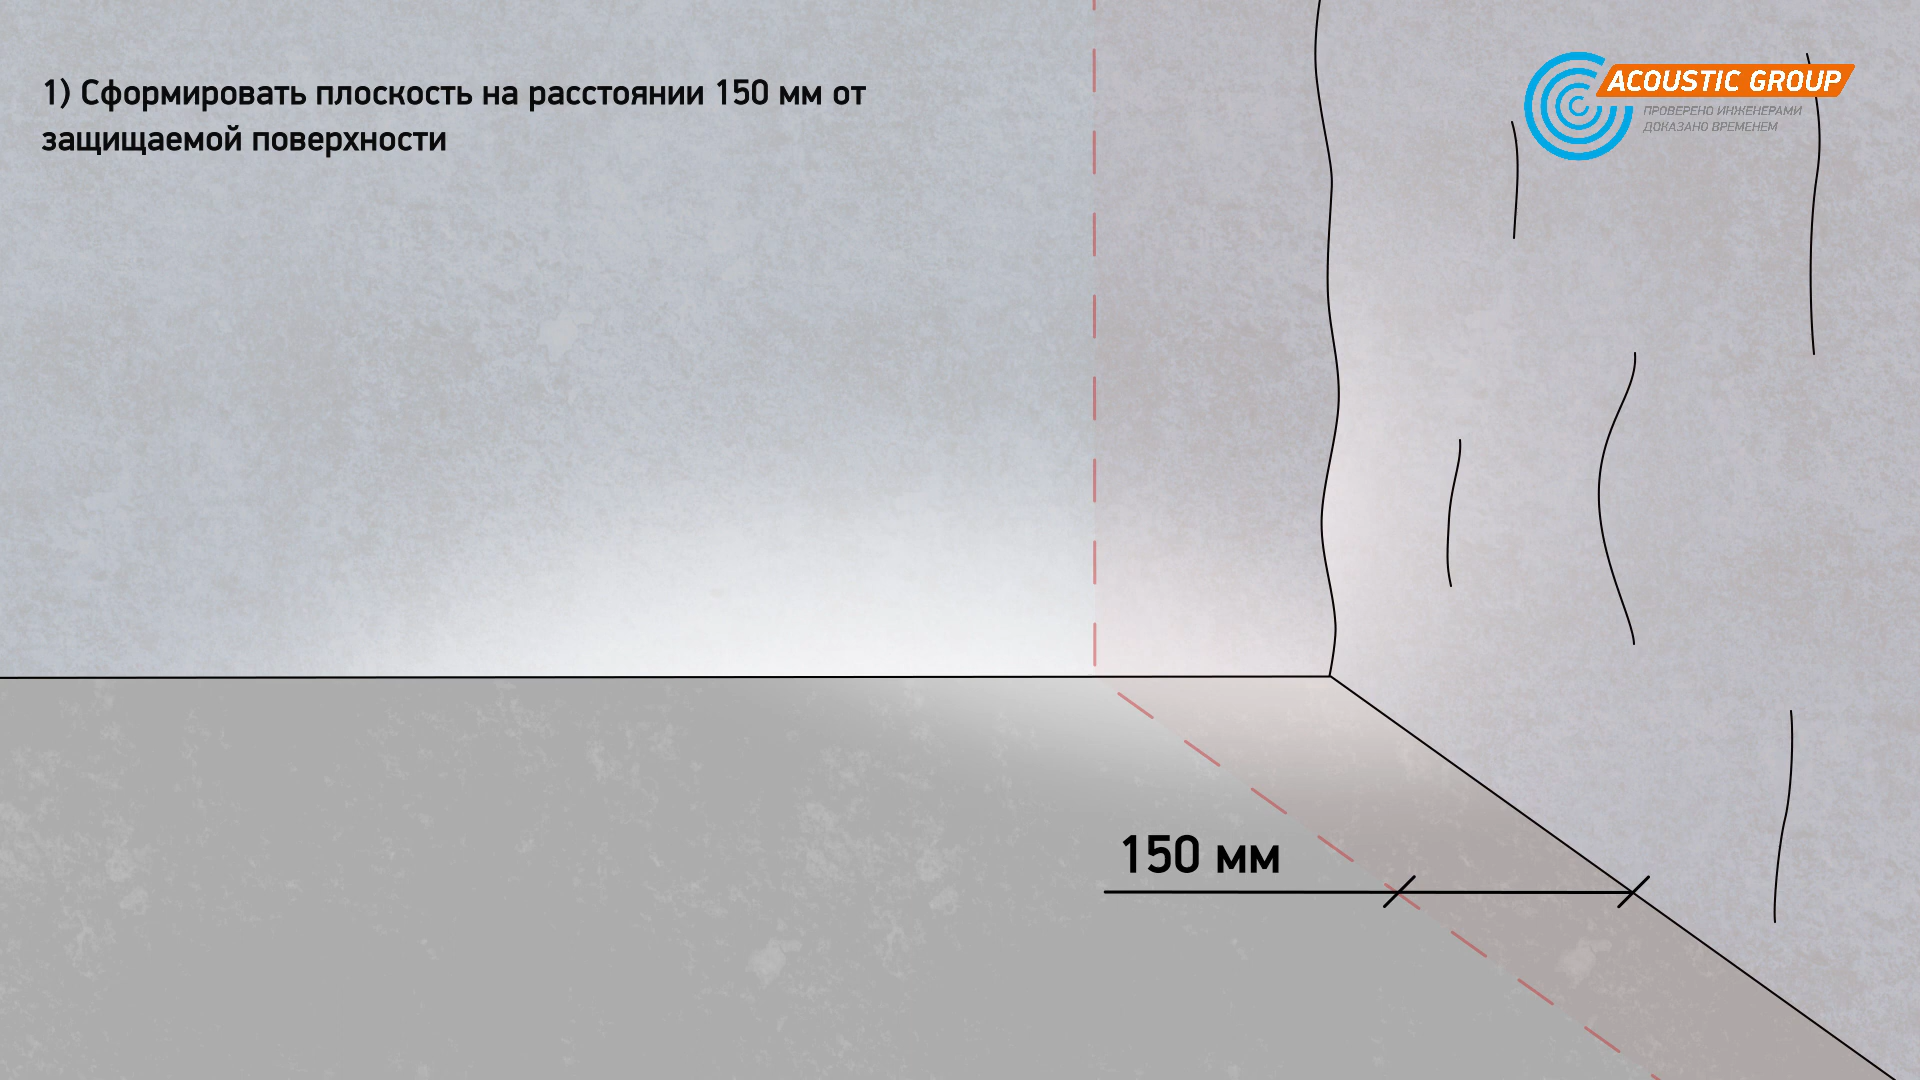 1) Сформировать плоскость на расстоянии 150 мм от
защищаемой поверхности
ACOUSTIC GROUP
ПРОВЕРЕНО ИНЖЕНЕРАМИ
ДОКАЗАНО ВРЕМЕНЕМ
150 мм